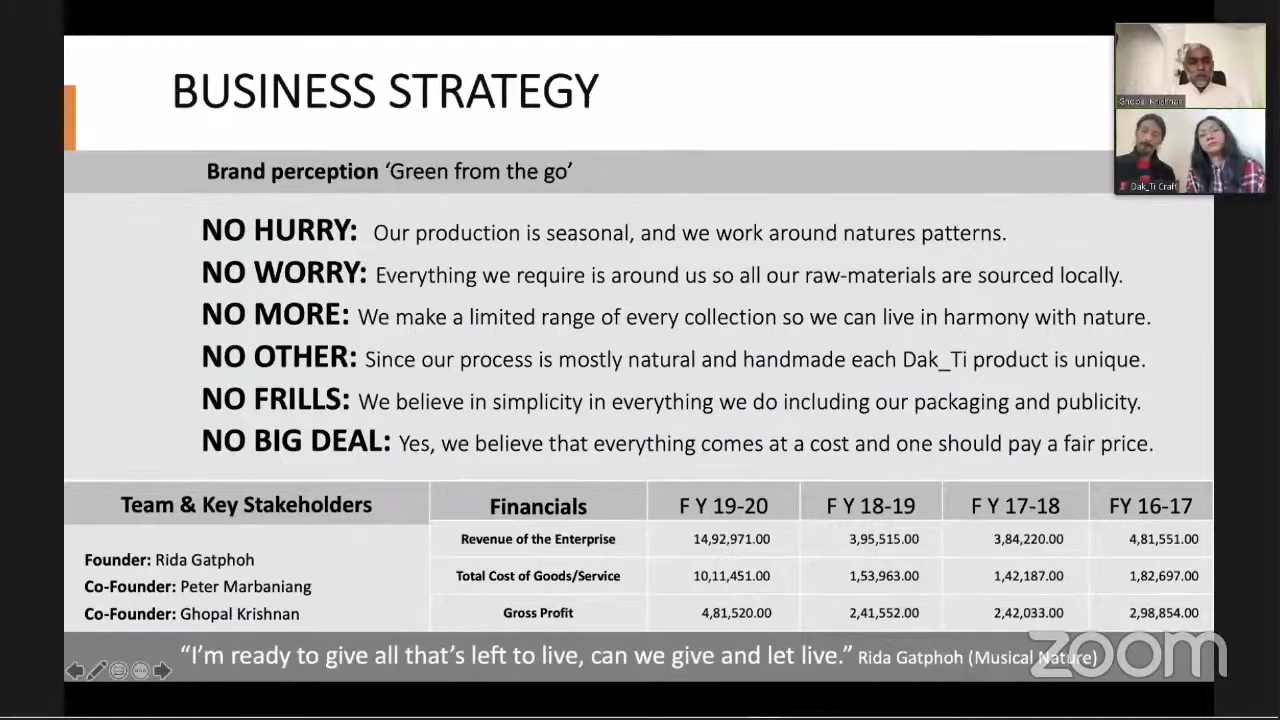 BUSINESS STRATEGY
Brand perception ‘Green from the go’
NO HURRY: Our production is seasonal, and we work around natures patterns.
NO WORRY: Everything we require is around us so all our raw-materials are sourced locally.
NO MORE: We make a limited range of every collection so we can live in harmony with nature.
NO OTHER: Since our process is mostly natural and handmade each Dak_Ti product is unique.
NO FRILLS: We believe in simplicity in everything we do including our packaging and publicity.
NO BIG DEAL: Yes, we believe that everything comes at a cost and one should pay a fair price.
Team & Key Stakeholders
Founder: Rida Gatphoh
Co-Founder: Peter Marbaniang
Co-Founder: Ghopal Krishnan
Financials F Y 19-20 F Y 18-19 F Y 17-18 FY 16-17
Revenue of the Enterprise 14,92,971.00 3,95,515.00 3,84,220.00 4,81,551.00
Total Cost of Goods/Service 10,11,451.00 1,53,963.00 1,42,187.00 1,82,697.00
Gross Profit 4,81,520.00 2,41,552.00 2,42,033.00 2,98,854.00
“I’m ready to give all that’s left to live, can we give and let live.” Rida Gatphoh (Musical Nature)
zoom
Ghopal Krishnan
Dak_Ti Craft